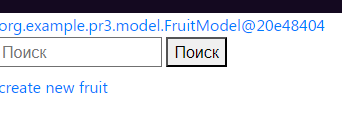 org.example.pr3.model.FruitModel@20e48404
Поиск Поиск
create new fruit